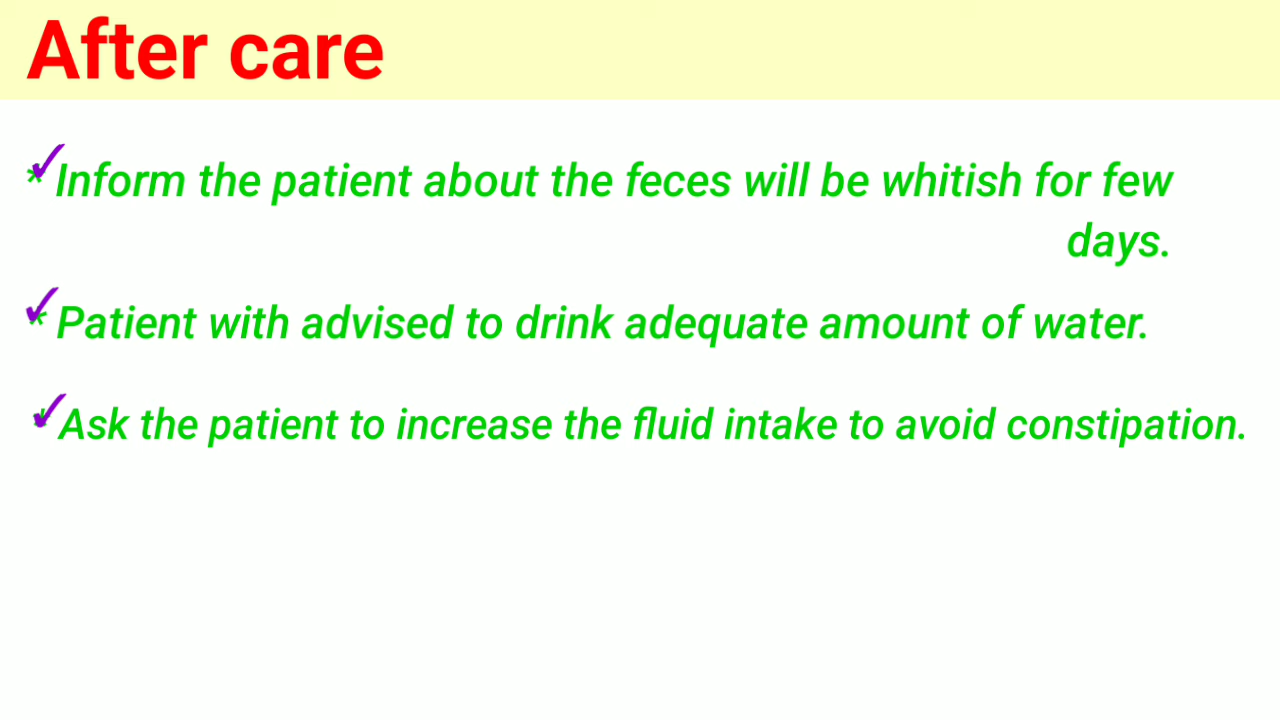 After care
✓* Inform the patient about the feces will be whitish for few
days.
✓* Patient with advised to drink adequate amount of water.
✓* Ask the patient to increase the fluid intake to avoid constipation.